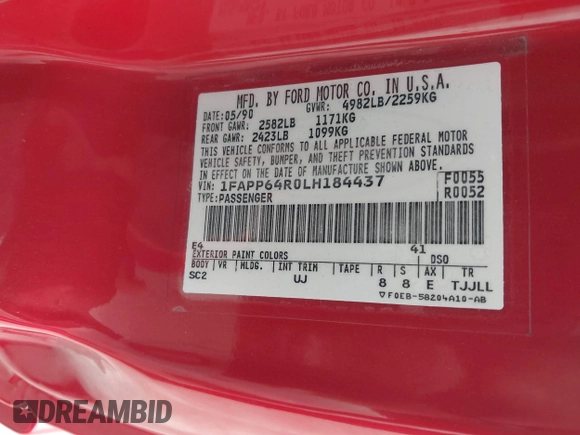 MFD. BY FORD MOTOR CO. IN U.S.A.
DATE: 05/90 GVWR: 4982LB/2259KG
FRONT GAWR: 2582LB 1171KG
REAR GAWR: 2423LB 1099KG
THIS VEHICLE CONFORMS TO ALL APPLICABLE FEDERAL MOTOR
VEHICLE SAFETY, BUMPER, AND THEFT PREVENTION STANDARDS
IN EFFECT ON THE DATE OF MANUFACTURE SHOWN ABOVE.
VIN: 1FAPP64R0LH184437 F0055
TYPE: PASSENGER R0052
E4 41
EXTERIOR PAINT COLORS DSO
BODY VR MLDG. INT TRIM TAPE R S AX TR
SC2 UJ 8 8 E TJJLL
▽ F0EB-58204A10-AB
DREAMBID